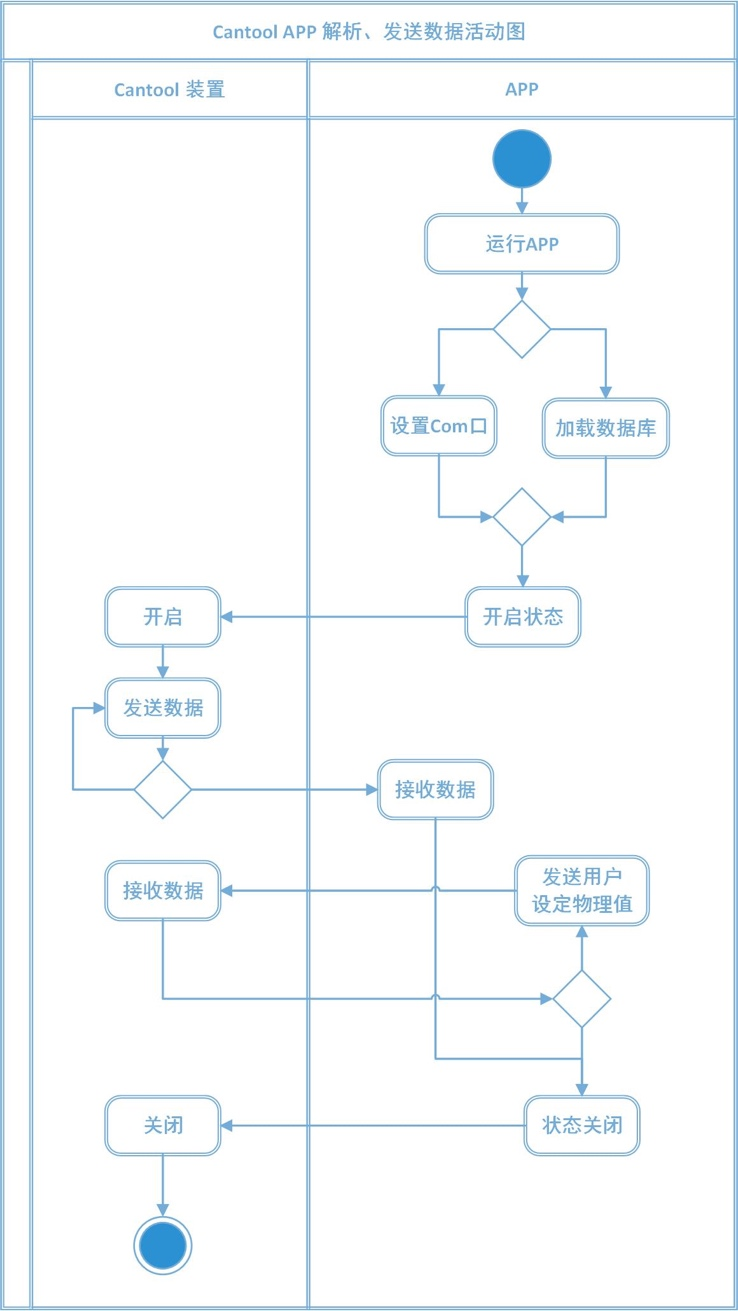 Cantool APP 解析、发送数据活动图
Cantool 装置
APP
运行APP
设置Com口
加载数据库
开启
开启状态
发送数据
接收数据
接收数据
发送用户
设定物理值
关闭
状态关闭